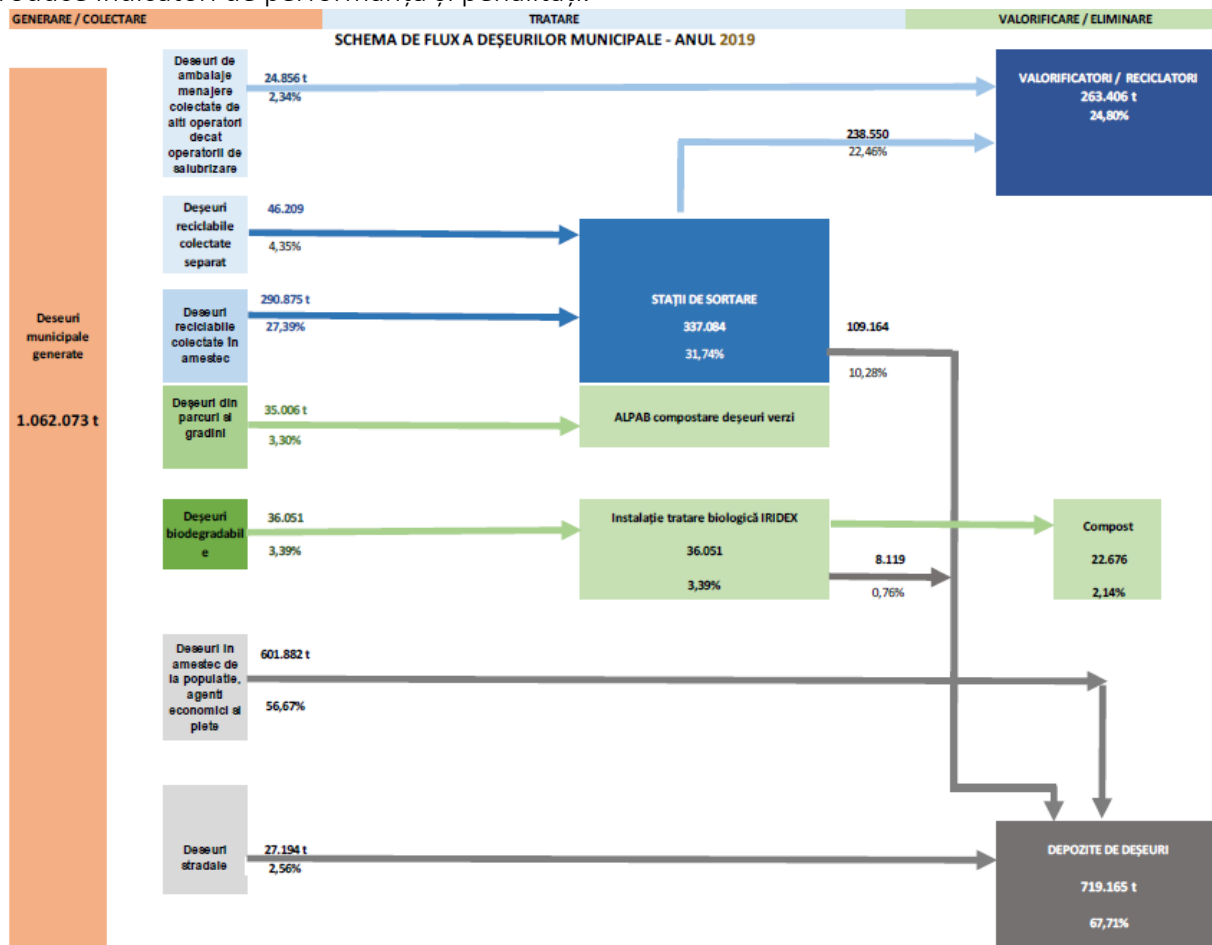 GENERARE / COLECTARE
TRATARE
VALORIFICARE / ELIMINARE
SCHEMA DE FLUX A DEȘEURILOR MUNICIPALE - ANUL 2019
Deseuri municipale generate
1.062.073 t
Deseuri de
ambalaje
menajere
colectate de
alti operatori
decat
operatorii de
salubrizare
24.856 t
2,34%
VALORIFICATORI / RECICLATORI
263.406 t
24,80%
238.550
22,46%
Deșeuri
reciclabile
colectate
separat
46.209
4,35%
Deseuri
reciclabile
colectate în
amestec
290.875 t
27,39%
STAȚII DE SORTARE
337.084
31,74%
109.164
10,28%
Deșeuri din
parcuri si
gradini
35.006 t
3,30%
ALPAB compostare deșeuri verzi
Deșeuri
biodegradabil
e
36.051
3,39%
Instalație tratare biologică IRIDEX
36.051
3,39%
8.119
0,76%
Compost
22.676
2,14%
Deseuri in
amestec de
la populatie,
agenti
economici si
piete
601.882 t
56,67%
Deseuri
stradale
27.194 t
2,56%
DEPOZITE DE DEȘEURI
719.165 t
67,71%